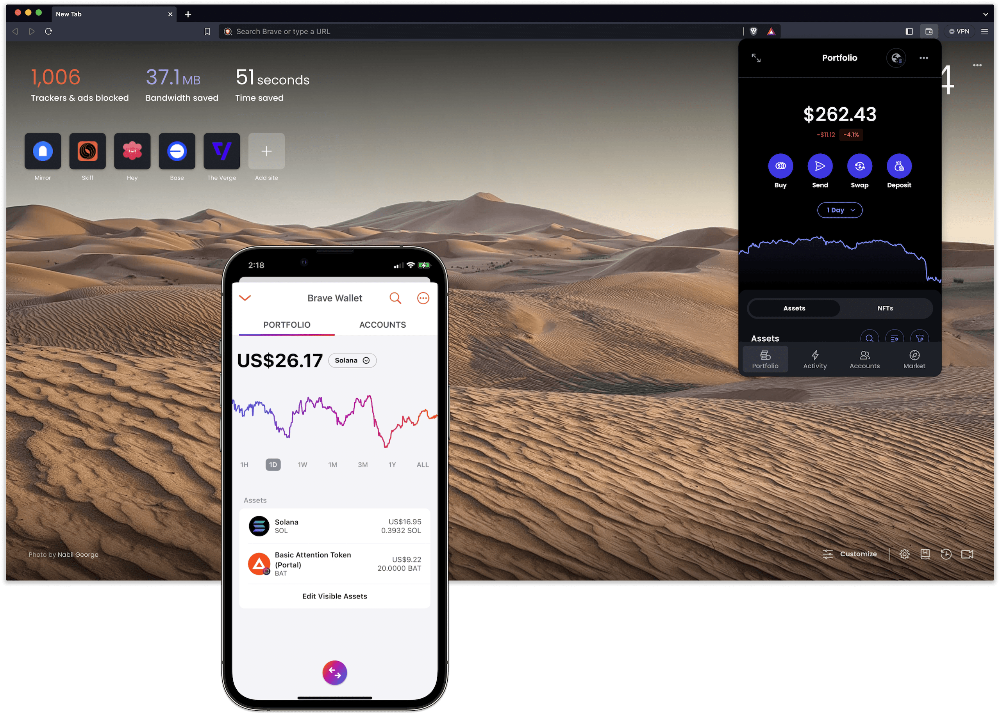 New Tab
Search Brave or type a URL
VPN
1,006
Trackers & ads blocked
37.1 MB
Bandwidth saved
51 seconds
Time saved
4
Mirror
Skiff
Hey
Base
The Verge
Add site
Portfolio
$262.43
-$11.12 -4.1%
Buy
Send
Swap
Deposit
1 Day
Assets
NFTs
Assets
Portfolio
Activity
Accounts
Market
2:18
Brave Wallet
PORTFOLIO
ACCOUNTS
US$26.17
Solana
1H 1D 1W 1M 3M 1Y ALL
Assets
Solana
SOL
US$16.95
0.3932 SOL
Basic Attention Token
(Portal)
BAT
US$9.22
20.0000 BAT
Edit Visible Assets
Photo by Nabil George
Customize